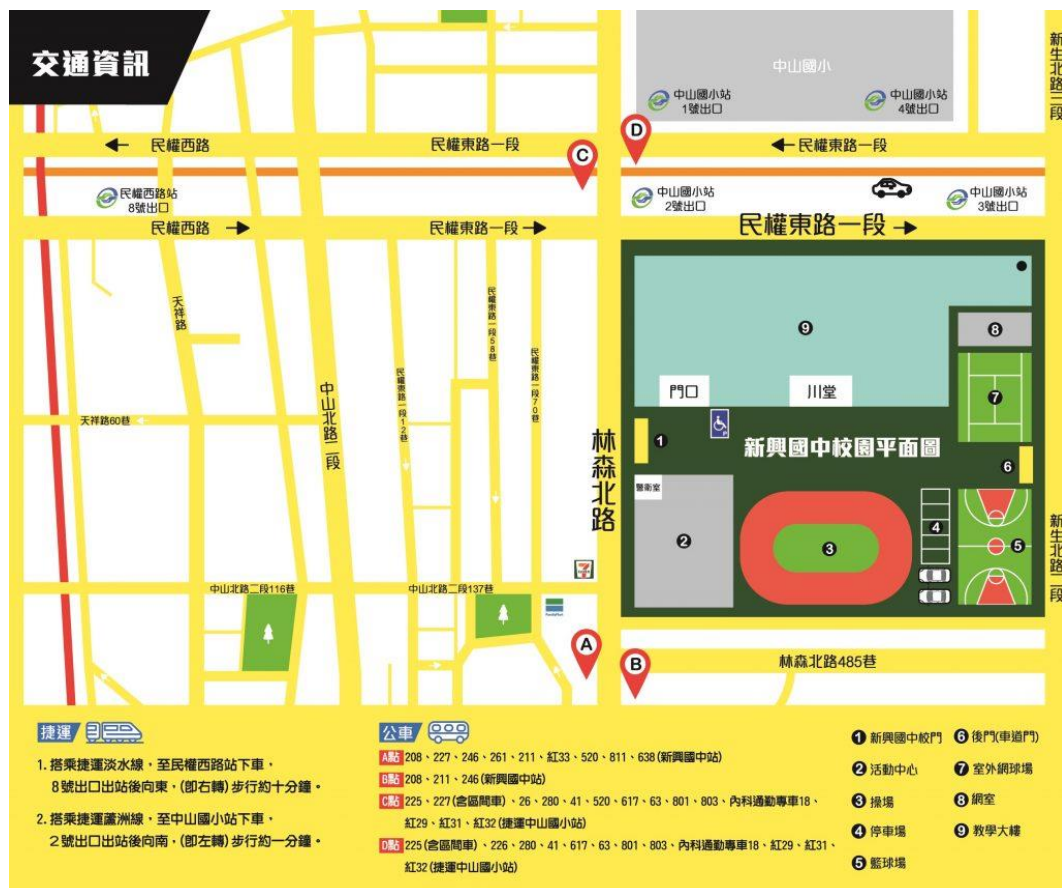 交通資訊
中山國小
中山國小站
1號出口
中山國小站
4號出口
新生北路二段
D
民權西路
民權東路一段
民權東路一段
C
民權西路站
8號出口
中山國小站
2號出口
中山國小站
3號出口
民權西路
民權東路一段
民權東路一段
天祥路
民權東路一段58巷
民權東路一段70巷
民權東路一段12巷
中山北路二段
天祥路60巷
林森北路
9
8
7
門口
川堂
P
1
新興國中校園平面圖
6
警衛室
2
3
4
5
新生北路二段
7
中山北路二段116巷
中山北路二段137巷
FamilyMart
A
B
林森北路485巷
捷運
1. 搭乘捷運淡水線,至民權西路站下車,
8號出口出站後向東,(即右轉)步行約十分鐘。
2. 搭乘捷運蘆洲線,至中山國小站下車,
2號出口出站後向南,(即左轉)步行約一分鐘。
公車
A點 208、227、246、261、211、紅33、520、811、638(新興國中站)
B點 208、211、246(新興國中站)
C點 225、227(含區間車)、26、280、41、520、617、63、801、803、內科通勤專車18、
紅29、紅31、紅32(捷運中山國小站)
D點 225(含區間車)、226、280、41、617、63、801、803、內科通勤專車18、紅29、紅31、
紅32(捷運中山國小站)
1 新興國中校門
2 活動中心
3 操場
4 停車場
5 籃球場
6 後門(車道門)
7 室外網球場
8 網室
9 教學大樓